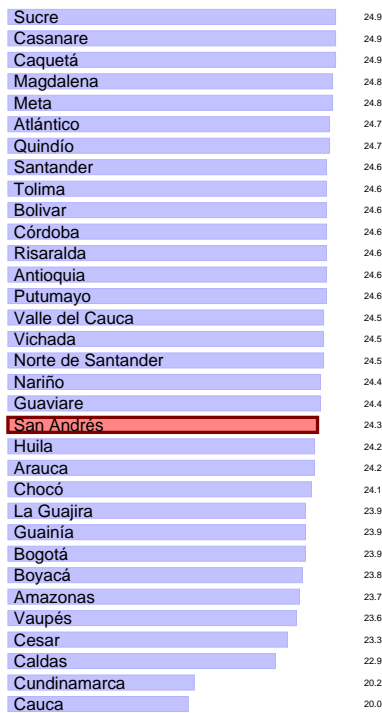 Sucre 24.9
Casanare 24.9
Caquetá 24.9
Magdalena 24.8
Meta 24.8
Atlántico 24.7
Quindío 24.7
Santander 24.6
Tolima 24.6
Bolivar 24.6
Córdoba 24.6
Risaralda 24.6
Antioquia 24.6
Putumayo 24.6
Valle del Cauca 24.5
Vichada 24.5
Norte de Santander 24.5
Nariño 24.4
Guaviare 24.4
San Andrés 24.3
Huila 24.2
Arauca 24.2
Chocó 24.1
La Guajira 23.9
Guainía 23.9
Bogotá 23.9
Boyacá 23.8
Amazonas 23.7
Vaupés 23.6
Cesar 23.3
Caldas 22.9
Cundinamarca 20.2
Cauca 20.0